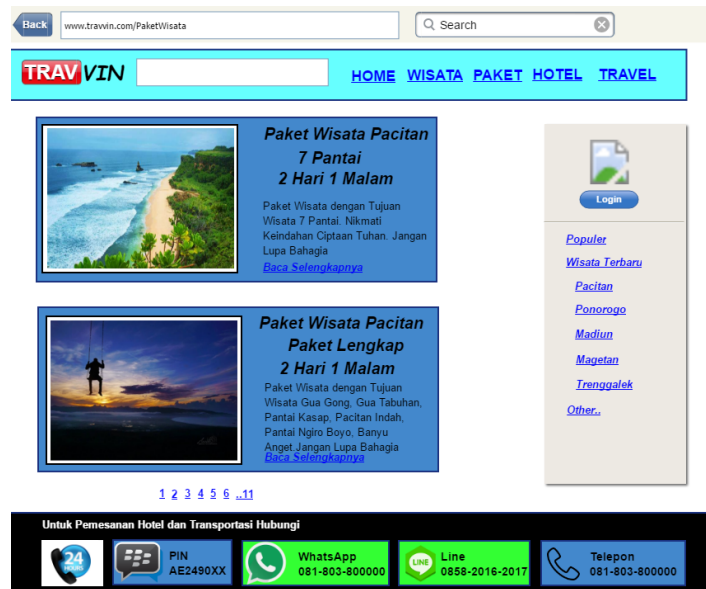 Back
www.travvin.com/PaketWisata
Search
TRAV VIN
HOME WISATA PAKET HOTEL TRAVEL
Paket Wisata Pacitan
7 Pantai
2 Hari 1 Malam
Paket Wisata dengan Tujuan
Wisata 7 Pantai. Nikmati
Keindahan Ciptaan Tuhan. Jangan
Lupa Bahagia
Baca Selengkapnya
Paket Wisata Pacitan
Paket Lengkap
2 Hari 1 Malam
Paket Wisata dengan Tujuan
Wisata Gua Gong, Gua Tabuhan,
Pantai Kasap, Pacitan Indah,
Pantai Ngiro Boyo, Banyu
Anget.Jangan Lupa Bahagia
Baca Selengkapnya
1 2 3 4 5 6 ..11
Login
Populer
Wisata Terbaru
Pacitan
Ponorogo
Madiun
Magetan
Trenggalek
Other..
Untuk Pemesanan Hotel dan Transportasi Hubungi
24
HOURS
PIN
AE2490XX
WhatsApp
081-803-800000
LINE
Line
0858-2016-2017
Telepon
081-803-800000